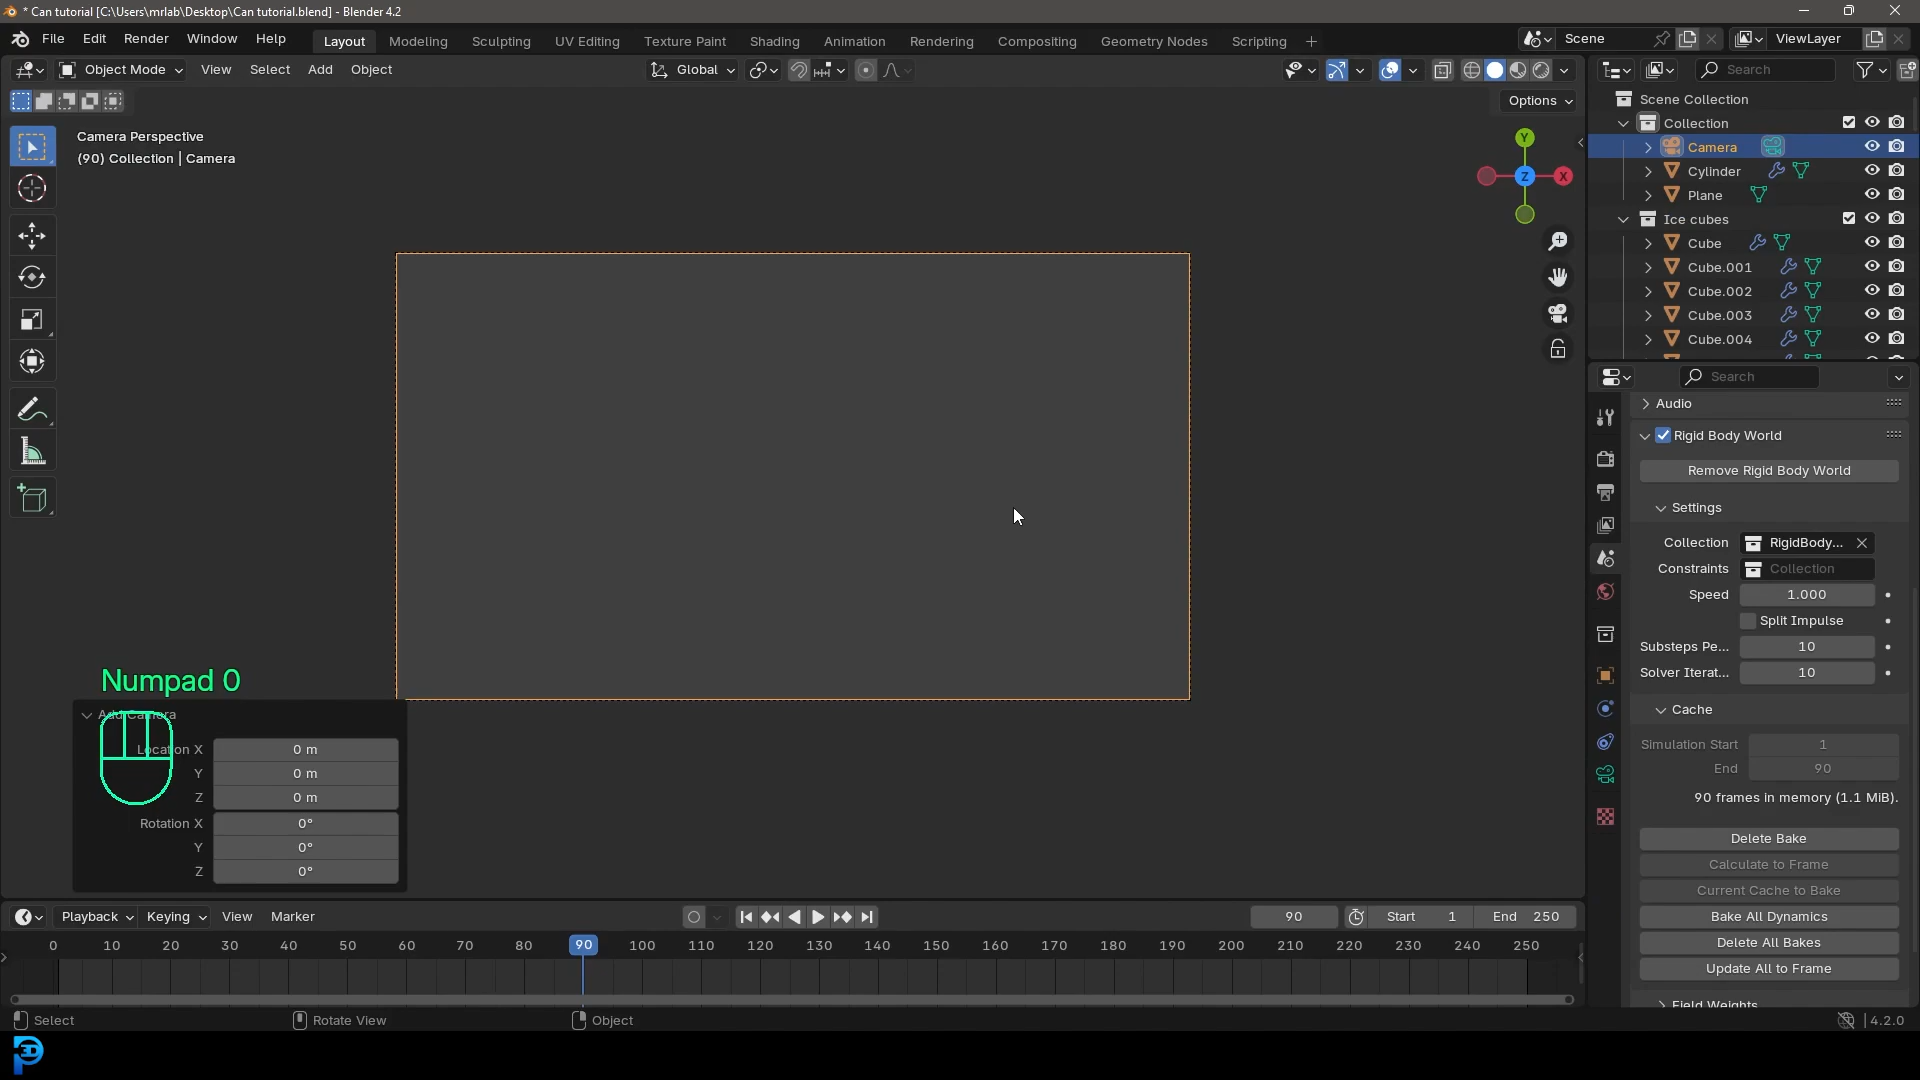 * Can tutorial [C:\Users\mrlab\Desktop\Can tutorial.blend] - Blender 4.2
File Edit Render Window Help Layout Modeling Sculpting UV Editing Texture Paint Shading Animation Rendering Compositing Geometry Nodes Scripting + Scene ViewLayer
Object Mode View Select Add Object Global Search
Options
Camera Perspective
(90) Collection | Camera
Y
Z X
Scene Collection
Collection
Camera
Cylinder
Plane
Ice cubes
Cube
Cube.001
Cube.002
Cube.003
Cube.004
Search
Audio
Rigid Body World
Remove Rigid Body World
Settings
Collection RigidBody...
Constraints Collection
Speed 1.000
Split Impulse
Substeps Pe... 10
Solver Iterat... 10
Cache
Simulation Start 1
End 90
90 frames in memory (1.1 MiB).
Delete Bake
Calculate to Frame
Current Cache to Bake
Bake All Dynamics
Delete All Bakes
Update All to Frame
Field Weights
Numpad 0
Add Camera
Location X 0 m
Y 0 m
Z 0 m
Rotation X 0°
Y 0°
Z 0°
Playback Keying View Marker 90 Start 1 End 250
0 10 20 30 40 50 60 70 80 90 100 110 120 130 140 150 160 170 180 190 200 210 220 230 240 250
Select Rotate View Object 4.2.0